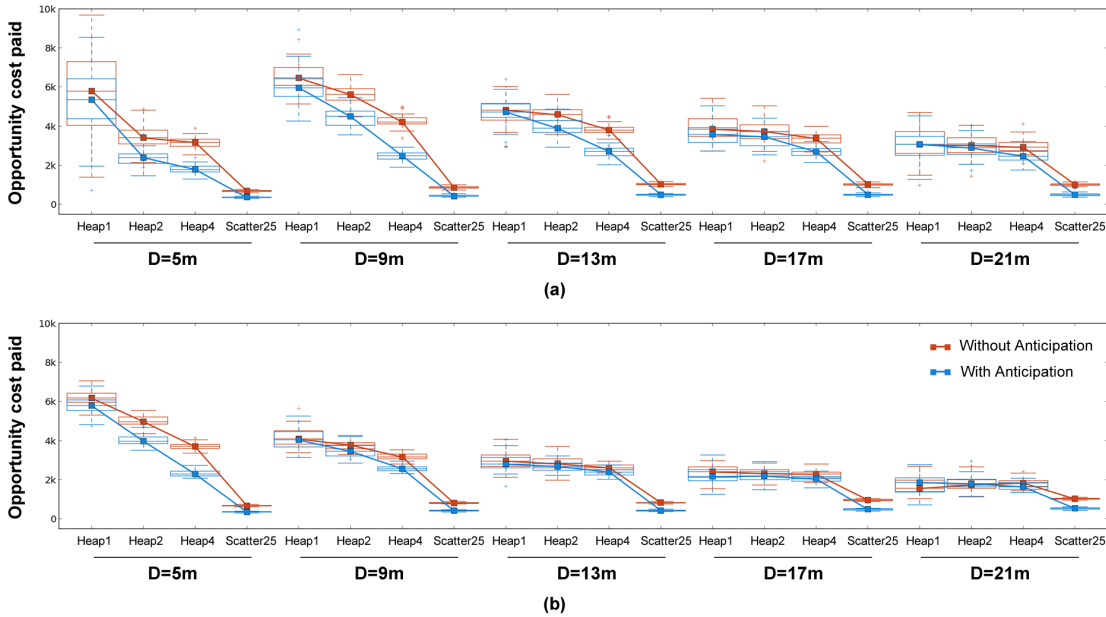 Opportunity cost paid
10k
8k
6k
4k
2k
0
Heap1 Heap2 Heap4 Scatter25 Heap1 Heap2 Heap4 Scatter25 Heap1 Heap2 Heap4 Scatter25 Heap1 Heap2 Heap4 Scatter25 Heap1 Heap2 Heap4 Scatter25
D=5m D=9m D=13m D=17m D=21m
(a)
Opportunity cost paid
10k
8k
6k
4k
2k
0
Without Anticipation
With Anticipation
Heap1 Heap2 Heap4 Scatter25 Heap1 Heap2 Heap4 Scatter25 Heap1 Heap2 Heap4 Scatter25 Heap1 Heap2 Heap4 Scatter25 Heap1 Heap2 Heap4 Scatter25
D=5m D=9m D=13m D=17m D=21m
(b)